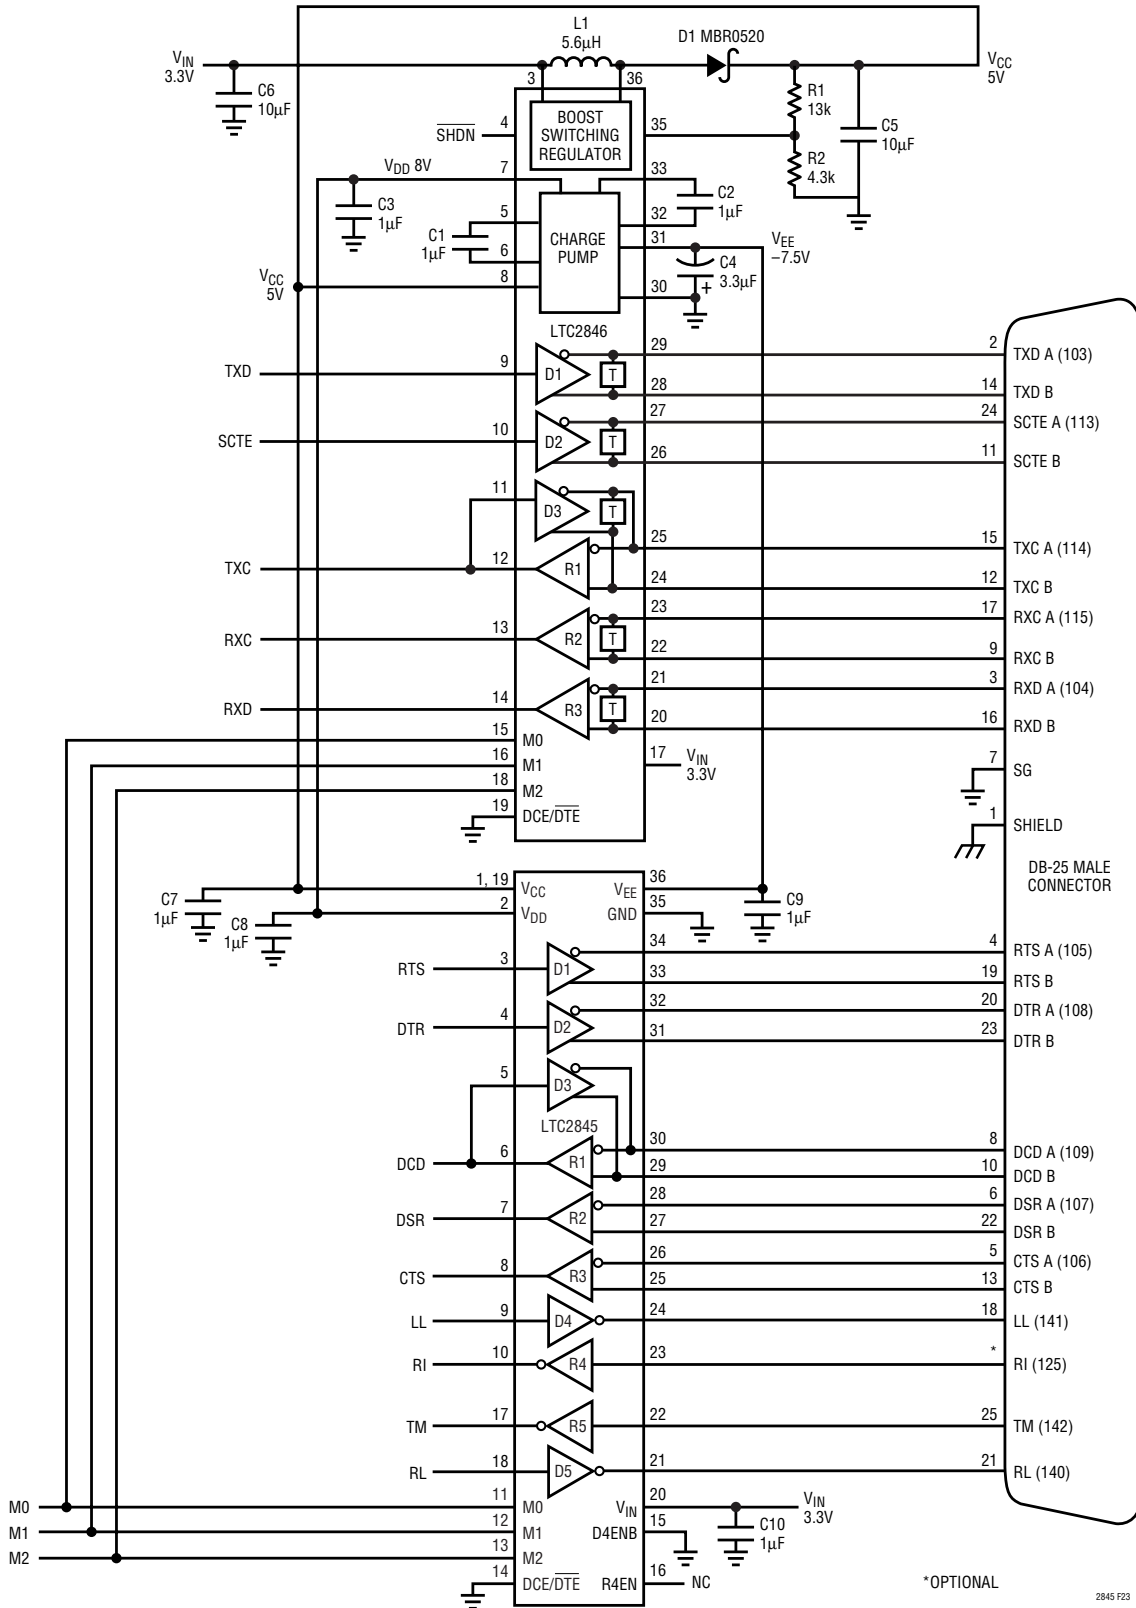 L1
5.6µH
D1 MBR0520
VIN
3.3V
3
36
VCC
5V
C6
10µF
R1
13k
BOOST
SWITCHING
REGULATOR
SHDN
4
35
C5
10µF
R2
4.3k
VDD 8V
7
33
C3
1µF
C2
1µF
5
32
C1
1µF
CHARGE
PUMP
31
VEE
–7.5V
6
C4
3.3µF
+
VCC
5V
8
30
LTC2846
TXD
9
D1
T
29
2
TXD A (103)
28
14
TXD B
SCTE
10
D2
T
27
24
SCTE A (113)
26
11
SCTE B
11
D3
T
TXC
12
R1
25
15
TXC A (114)
24
12
TXC B
RXC
13
R2
T
23
17
RXC A (115)
22
9
RXC B
RXD
14
R3
T
21
3
RXD A (104)
20
16
RXD B
15
M0
16
M1
17
VIN
3.3V
18
M2
19
DCE/DTE
7
SG
1
SHIELD
DB-25 MALE
CONNECTOR
C7
1µF
1, 19
VCC
VEE
36
C9
1µF
C8
1µF
2
VDD
GND
35
RTS
3
D1
34
4
RTS A (105)
33
19
RTS B
DTR
4
D2
32
20
DTR A (108)
31
23
DTR B
5
D3
LTC2845
DCD
6
R1
30
8
DCD A (109)
29
10
DCD B
DSR
7
R2
28
6
DSR A (107)
27
22
DSR B
CTS
8
R3
26
5
CTS A (106)
25
13
CTS B
LL
9
D4
24
18
LL (141)
RI
10
R4
23
*
RI (125)
TM
17
R5
22
25
TM (142)
RL
18
D5
21
21
RL (140)
M0
11
M0
VIN
20
VIN
3.3V
M1
12
M1
D4ENB
15
C10
1µF
M2
13
M2
14
DCE/DTE
R4EN
16
NC
*OPTIONAL
2845 F23